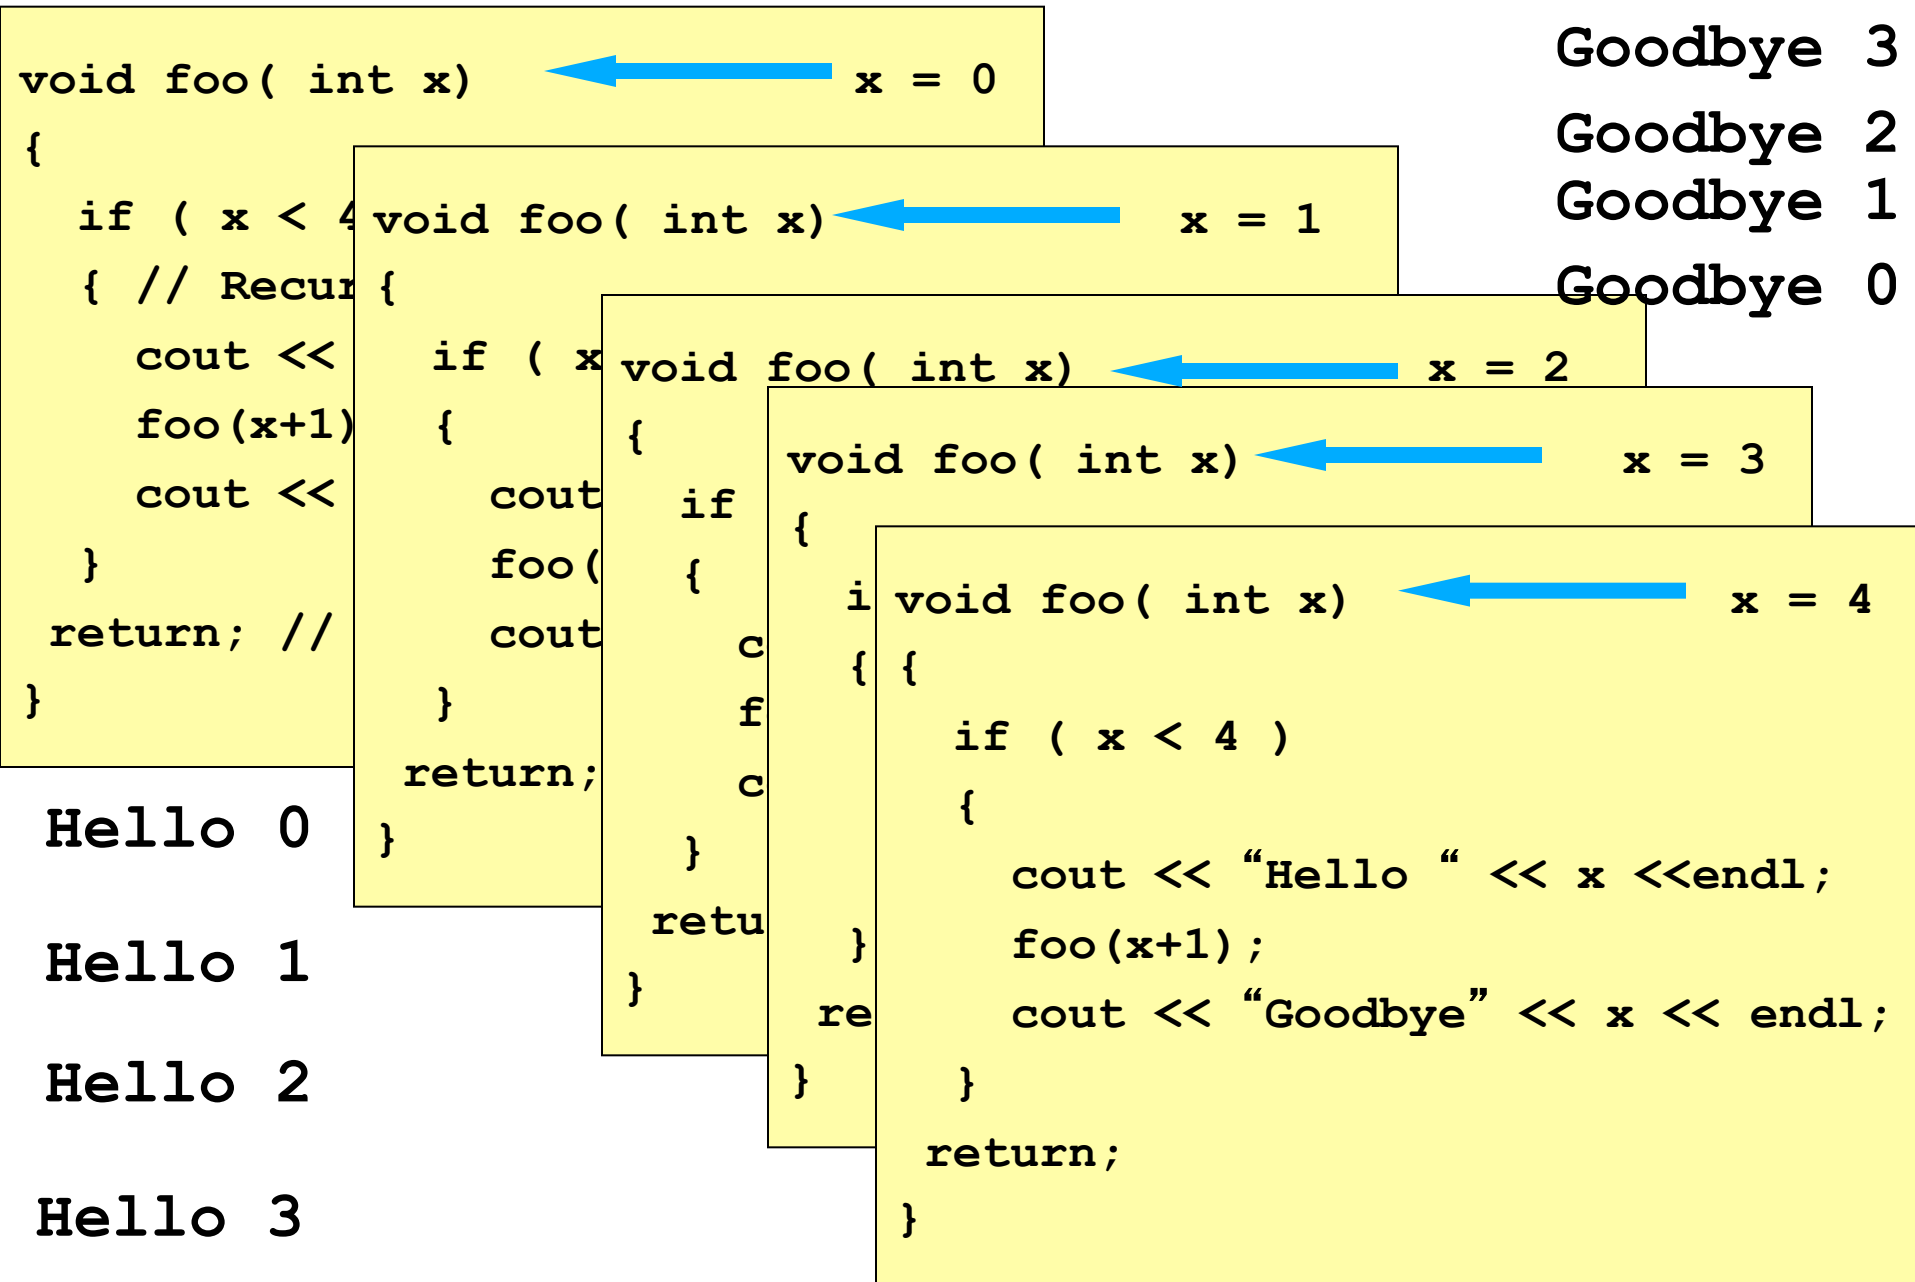 void foo( int x) x = 0
{
if ( x < 4
{ // Recur
cout <<
foo(x+1)
cout <<
}
return; //
}
void foo( int x) x = 1
{
if ( x
{
cout
foo(
cout
}
return;
}
void foo( int x) x = 2
{
if
{
c
f
c
}
retu
}
void foo( int x) x = 3
{
i
{
}
re
}
void foo( int x) x = 4
{
if ( x < 4 )
{
cout << “Hello “ << x <<endl;
foo(x+1);
cout << “Goodbye” << x << endl;
}
return;
}
Hello 0
Hello 1
Hello 2
Hello 3
Goodbye 3
Goodbye 2
Goodbye 1
Goodbye 0